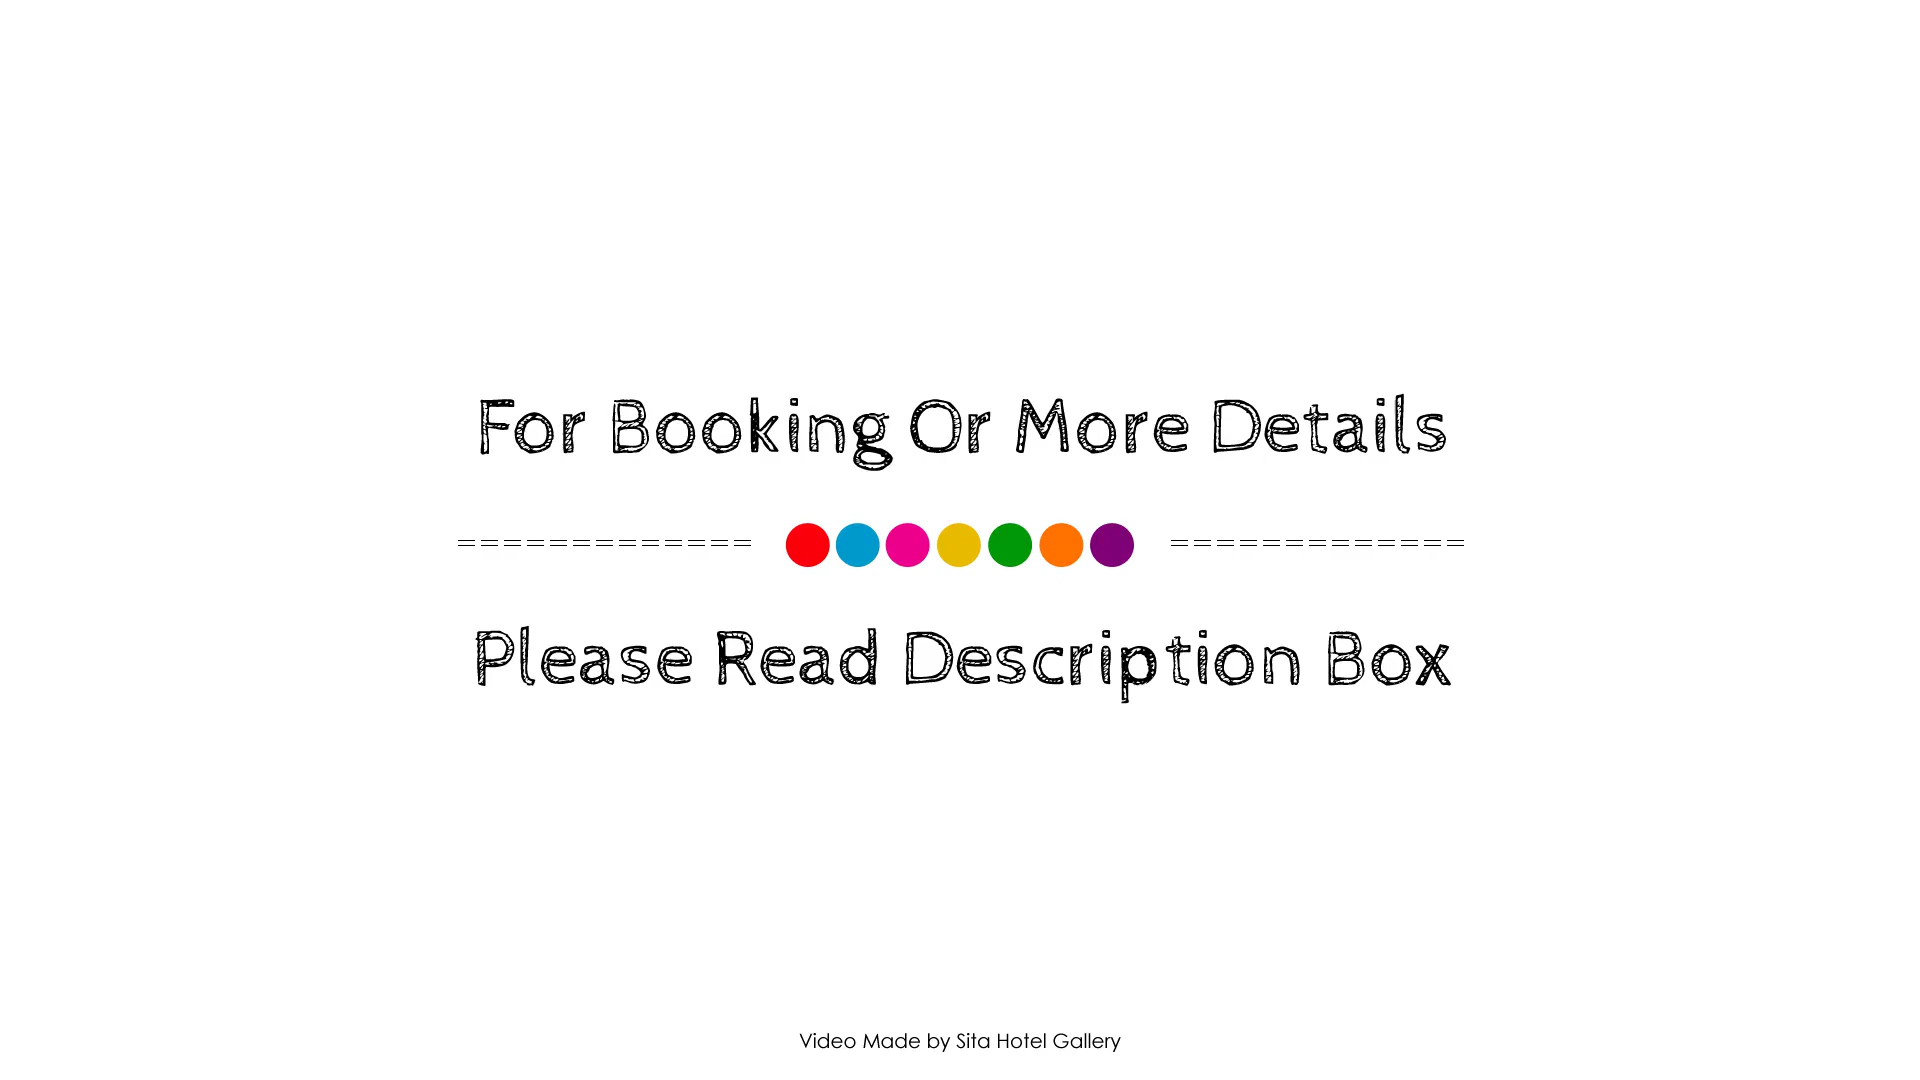 For Booking Or More Details
============= =============
Please Read Description Box
Video Made by Sita Hotel Gallery